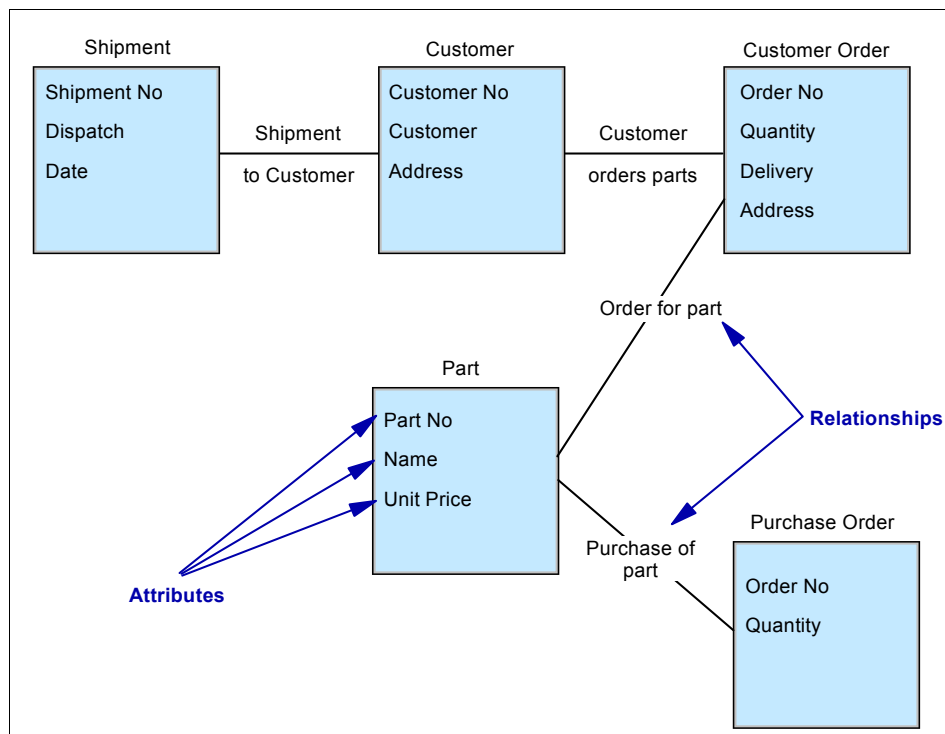 Shipment
Shipment No
Dispatch
Date
Shipment
to Customer
Customer
Customer No
Customer
Address
Customer
orders parts
Customer Order
Order No
Quantity
Delivery
Address
Order for part
Part
Part No
Name
Unit Price
Relationships
Attributes
Purchase of
part
Purchase Order
Order No
Quantity